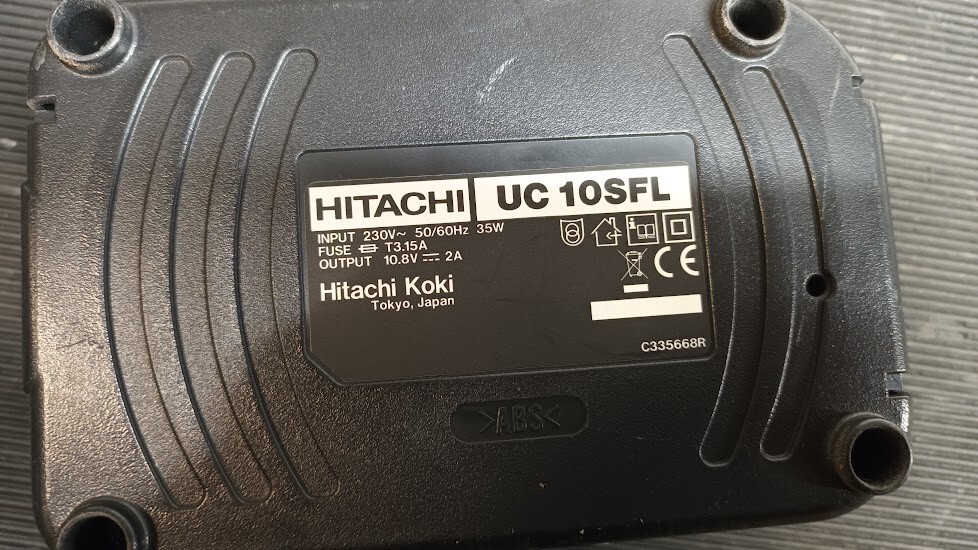 HITACHI UC 10SFL
INPUT 230V~ 50/60Hz 35W
FUSE T3.15A
OUTPUT 10.8V ⎓ 2A
Hitachi Koki
Tokyo, Japan
CE
C335668R
>ABS<